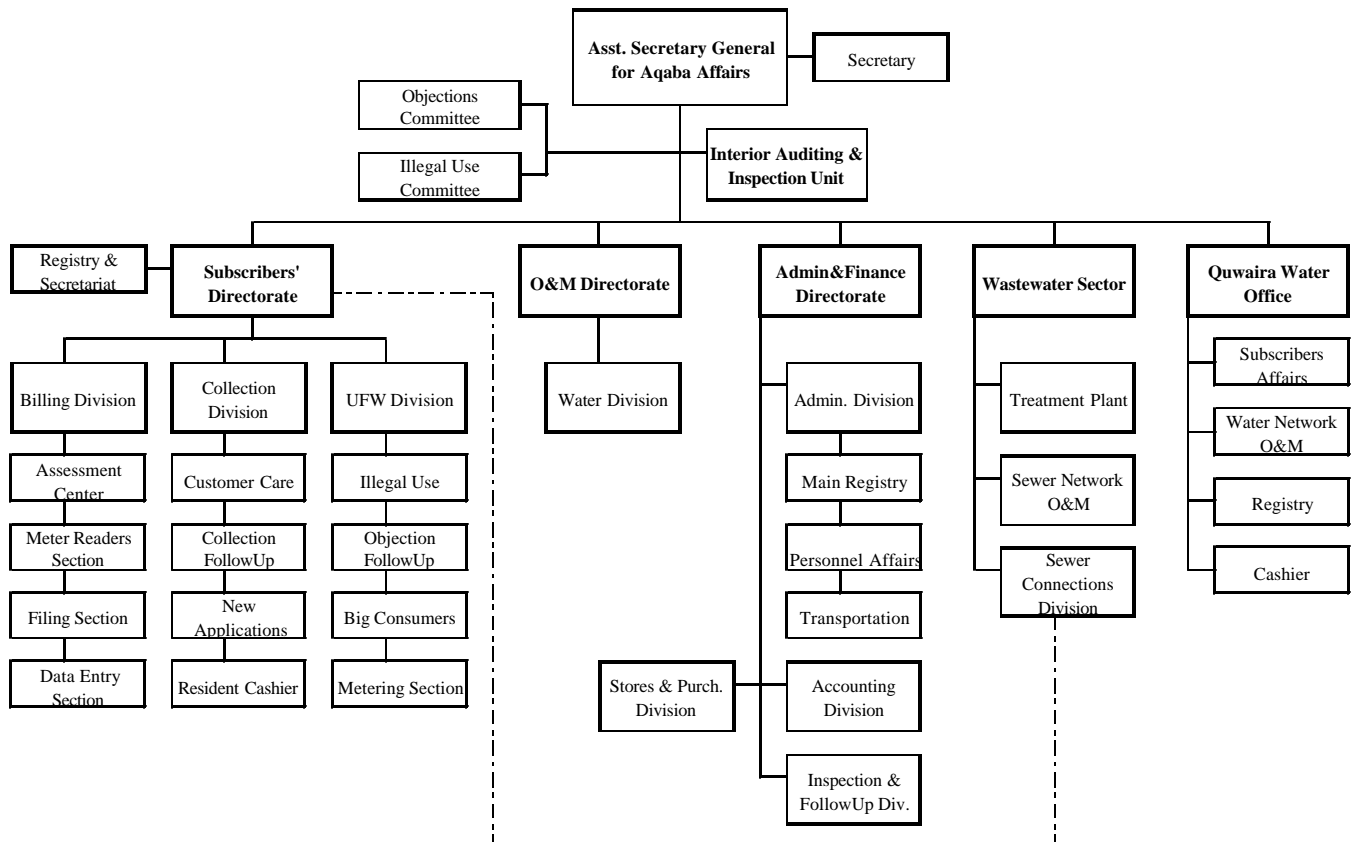 Asst. Secretary General
for Aqaba Affairs
Secretary
Objections
Committee
Illegal Use
Committee
Interior Auditing &
Inspection Unit
Registry &
Secretariat
Subscribers'
Directorate
O&M Directorate
Admin&Finance
Directorate
Wastewater Sector
Quwaira Water
Office
Billing Division
Collection
Division
UFW Division
Water Division
Admin. Division
Treatment Plant
Subscribers
Affairs
Water Network
O&M
Assessment
Center
Customer Care
Illegal Use
Main Registry
Sewer Network
O&M
Registry
Meter Readers
Section
Collection
FollowUp
Objection
FollowUp
Personnel Affairs
Sewer
Connections
Division
Cashier
Filing Section
New
Applications
Big Consumers
Transportation
Data Entry
Section
Resident Cashier
Metering Section
Stores & Purch.
Division
Accounting
Division
Inspection &
FollowUp Div.